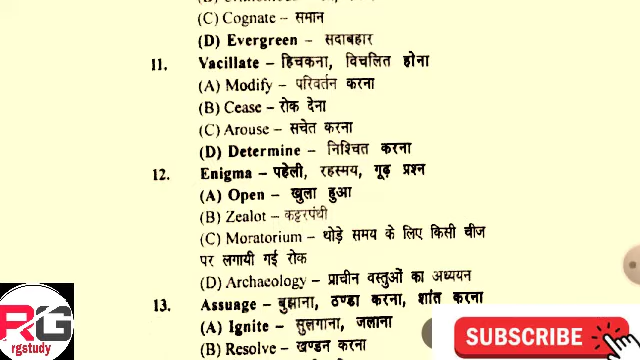 (C) Cognate – समान
(D) Evergreen – सदाबहार
11. Vacillate – हिचकना, विचलित होना
(A) Modify – परिवर्तन करना
(B) Cease – रोक देना
(C) Arouse – सचेत करना
(D) Determine – निश्चित करना
12. Enigma – पहेली, रहस्मय, गूढ़ प्रश्न
(A) Open – खुला हुआ
(B) Zealot – कट्टरपंथी
(C) Moratorium – थोड़े समय के लिए किसी चीज
पर लगायी गई रोक
(D) Archaeology – प्राचीन वस्तुओं का अध्ययन
13. Assuage – बुझाना, ठण्डा करना, शांत करना
(A) Ignite – सुलगाना, जलाना
(B) Resolve – खण्डन करना
RG
rgstudy
SUBSCRIBE